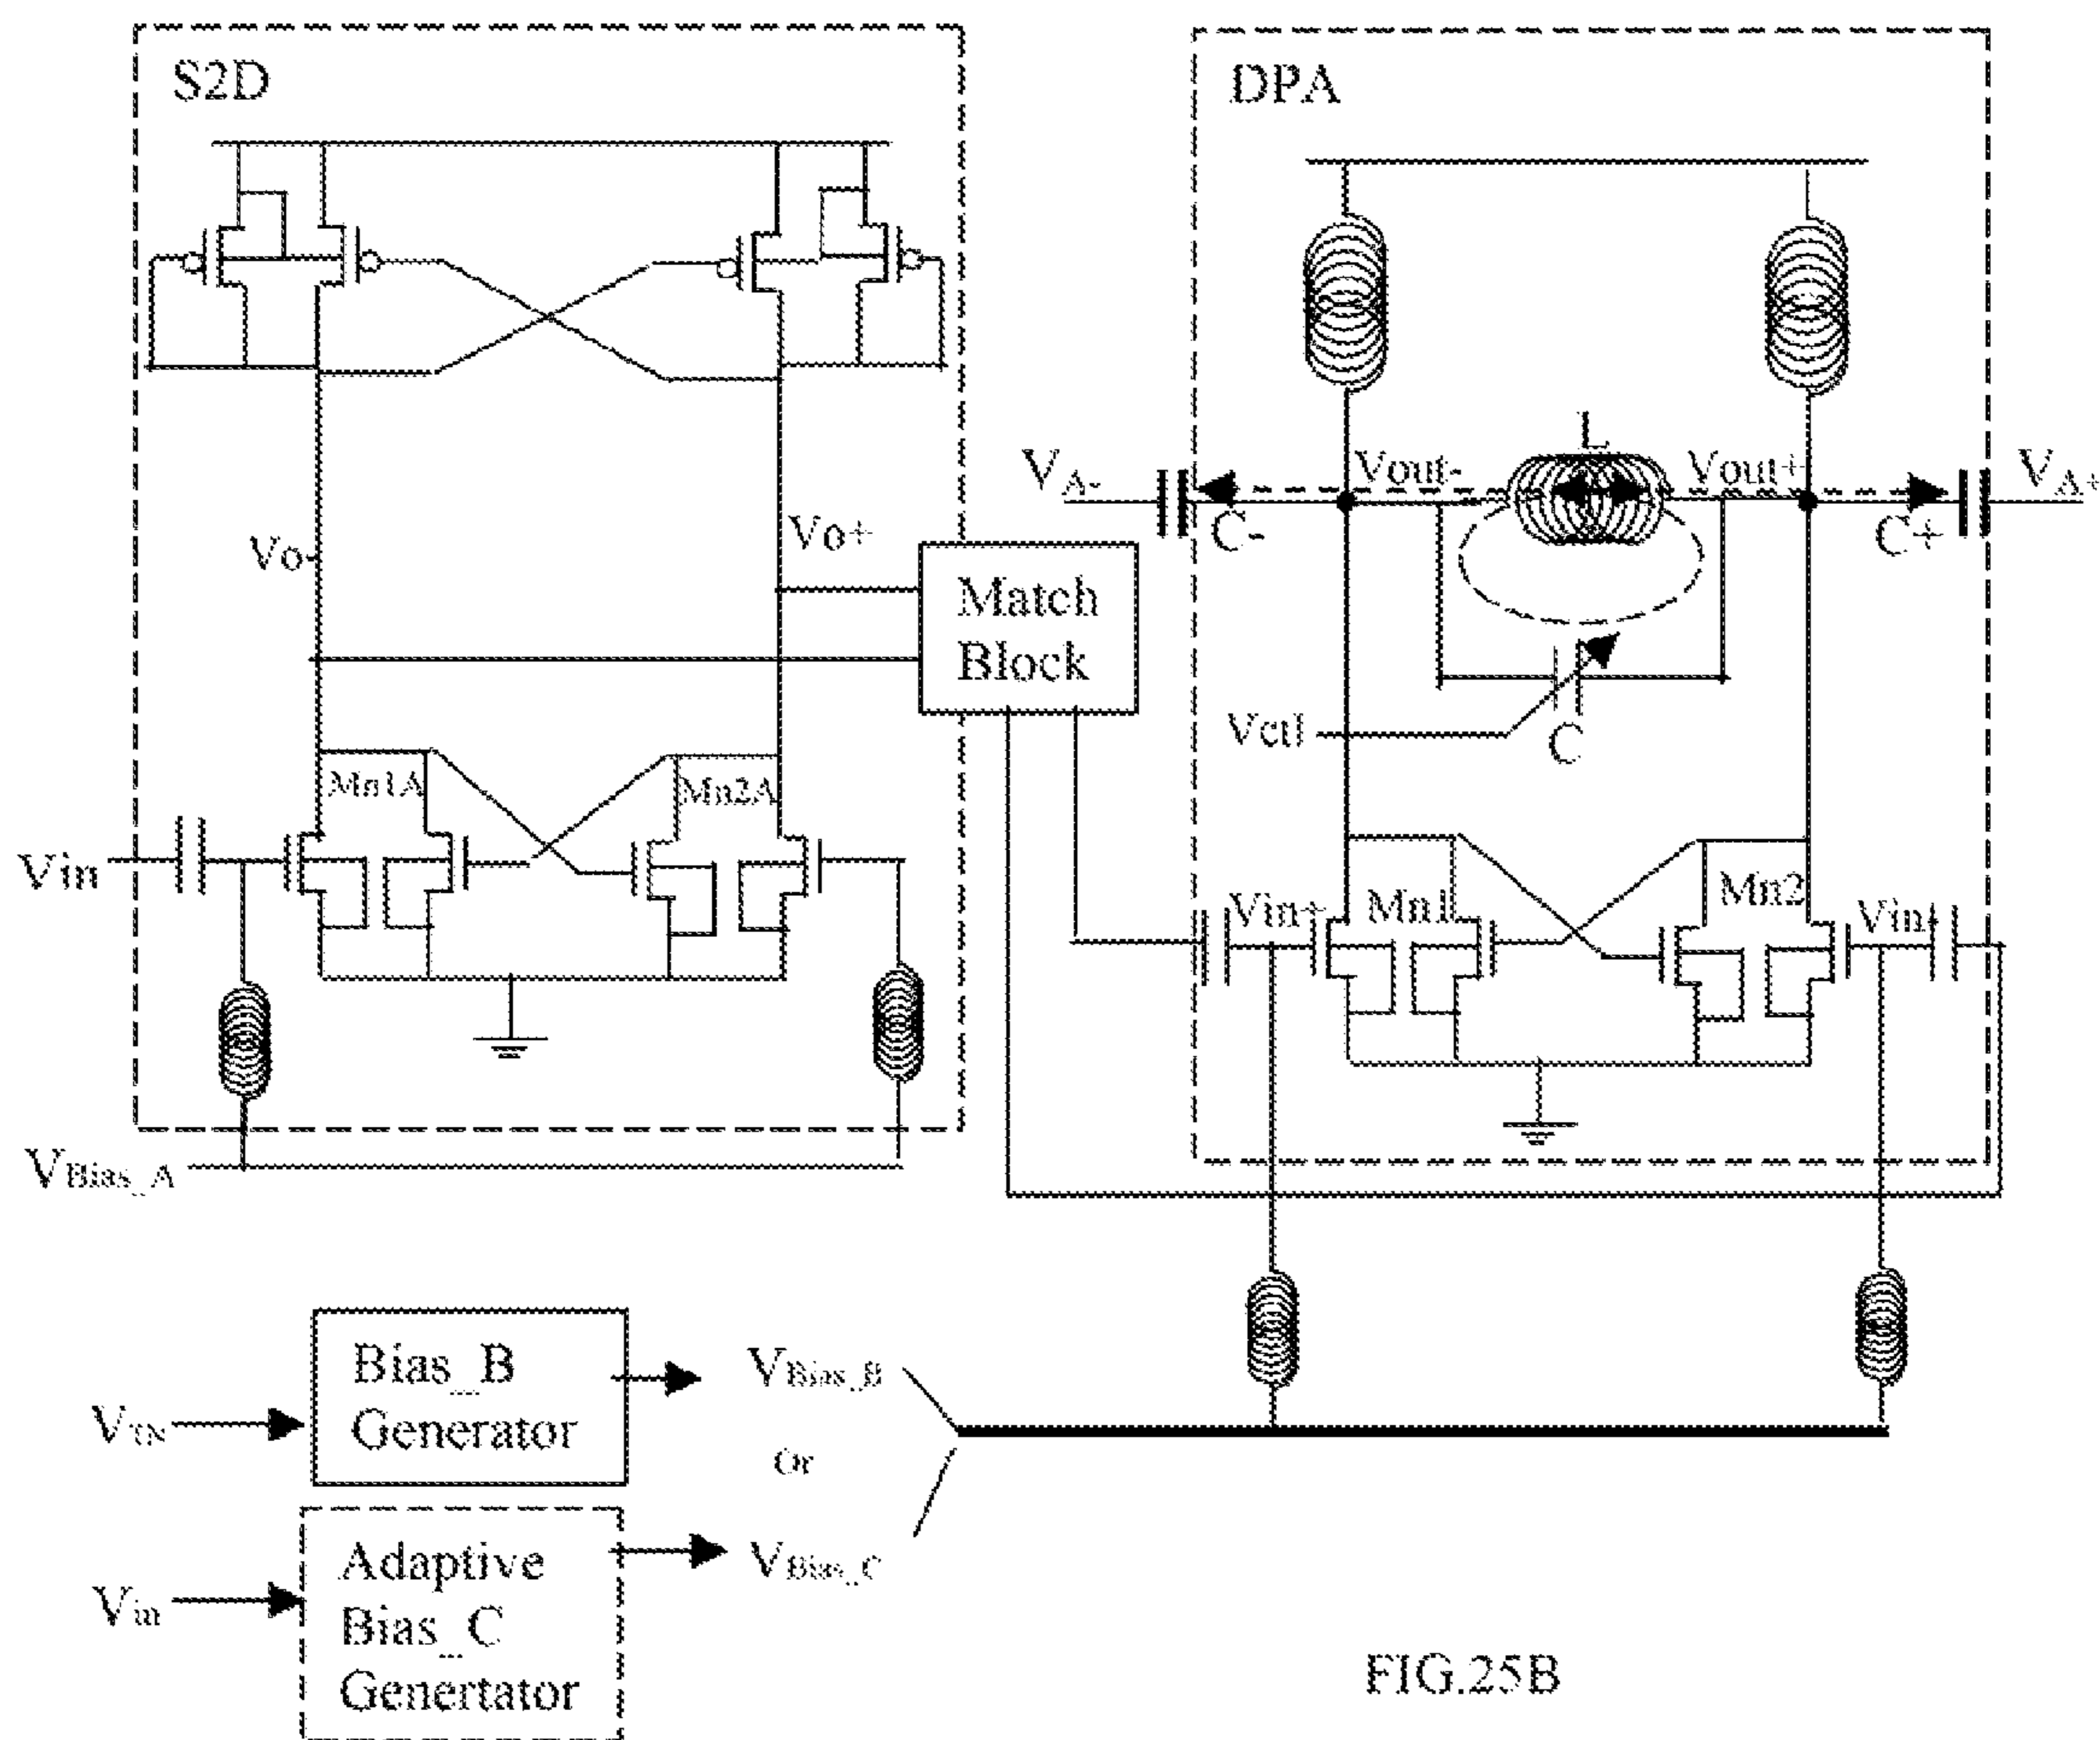 S2D
DPA
L
VA-
Vout-
Vout+
VA+
C-
C+
Vo-
Vo+
Match
Block
Vctl
C
Mn1A
Mn2A
Vin
Vin+
Mn1
Mn2
VBias_A
Bias_B
Generator
VTN
VBias_B
Or
Adaptive
Bias_C
Genertator
Vin
VBias_C
FIG.25B